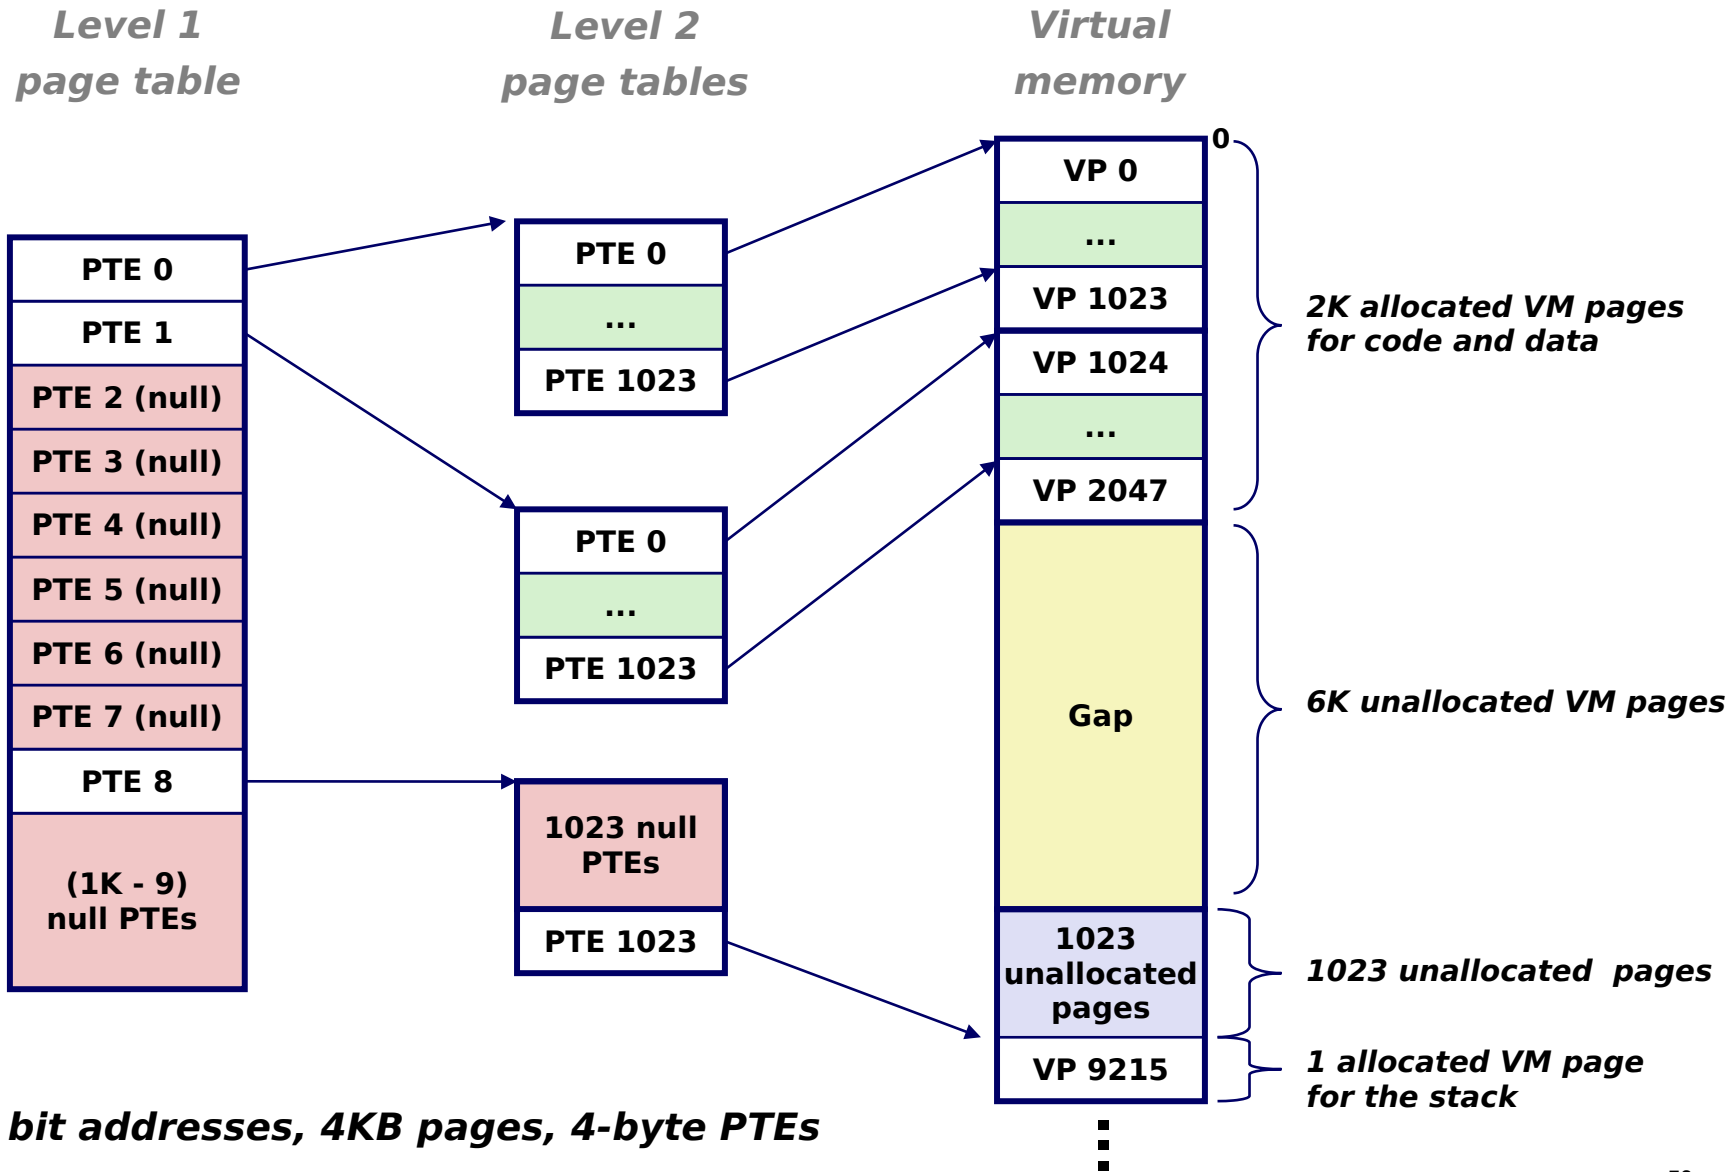 Level 1
page table
Level 2
page tables
Virtual
memory
0
PTE 0
PTE 1
PTE 2 (null)
PTE 3 (null)
PTE 4 (null)
PTE 5 (null)
PTE 6 (null)
PTE 7 (null)
PTE 8
(1K - 9)
null PTEs
PTE 0
...
PTE 1023
PTE 0
...
PTE 1023
1023 null
PTEs
PTE 1023
VP 0
...
VP 1023
VP 1024
...
VP 2047
Gap
1023
unallocated
pages
VP 9215
2K allocated VM pages
for code and data
6K unallocated VM pages
1023 unallocated  pages
1 allocated VM page
for the stack
bit addresses, 4KB pages, 4-byte PTEs